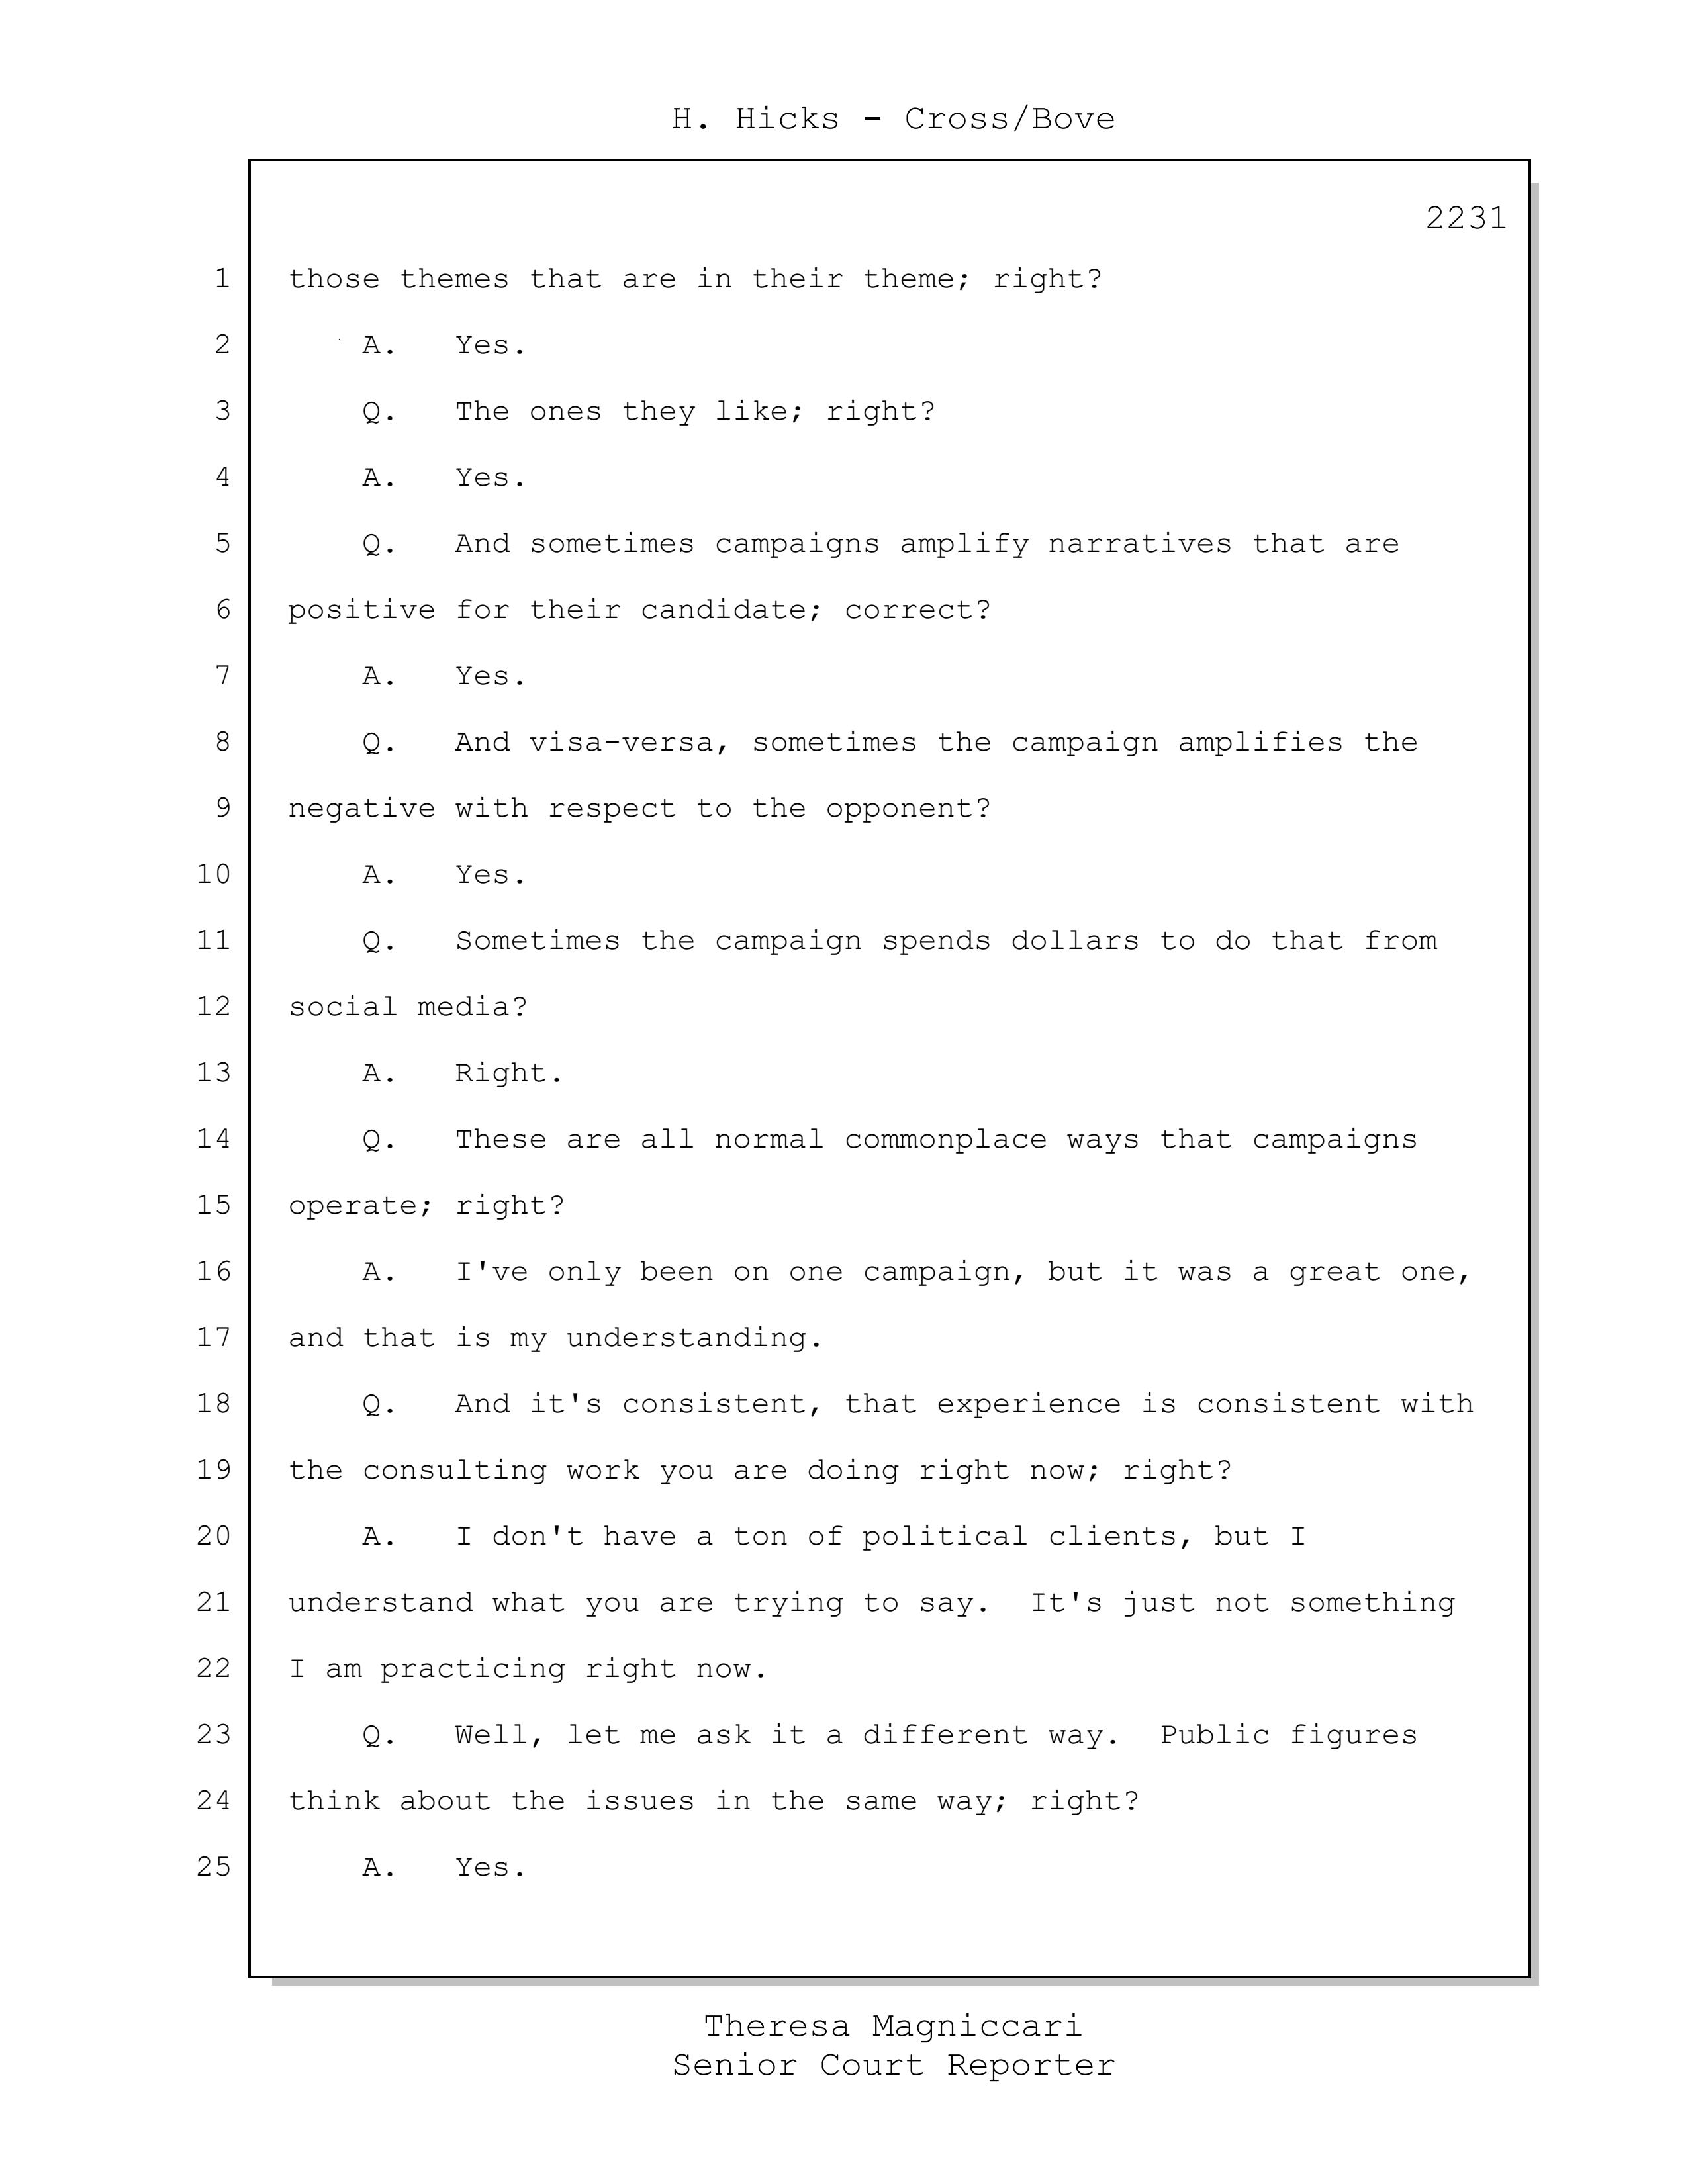 H. Hicks - Cross/Bove
2231
1 those themes that are in their theme; right?
2 A. Yes.
3 Q. The ones they like; right?
4 A. Yes.
5 Q. And sometimes campaigns amplify narratives that are
6 positive for their candidate; correct?
7 A. Yes.
8 Q. And visa-versa, sometimes the campaign amplifies the
9 negative with respect to the opponent?
10 A. Yes.
11 Q. Sometimes the campaign spends dollars to do that from
12 social media?
13 A. Right.
14 Q. These are all normal commonplace ways that campaigns
15 operate; right?
16 A. I've only been on one campaign, but it was a great one,
17 and that is my understanding.
18 Q. And it's consistent, that experience is consistent with
19 the consulting work you are doing right now; right?
20 A. I don't have a ton of political clients, but I
21 understand what you are trying to say. It's just not something
22 I am practicing right now.
23 Q. Well, let me ask it a different way. Public figures
24 think about the issues in the same way; right?
25 A. Yes.
Theresa Magniccari
Senior Court Reporter